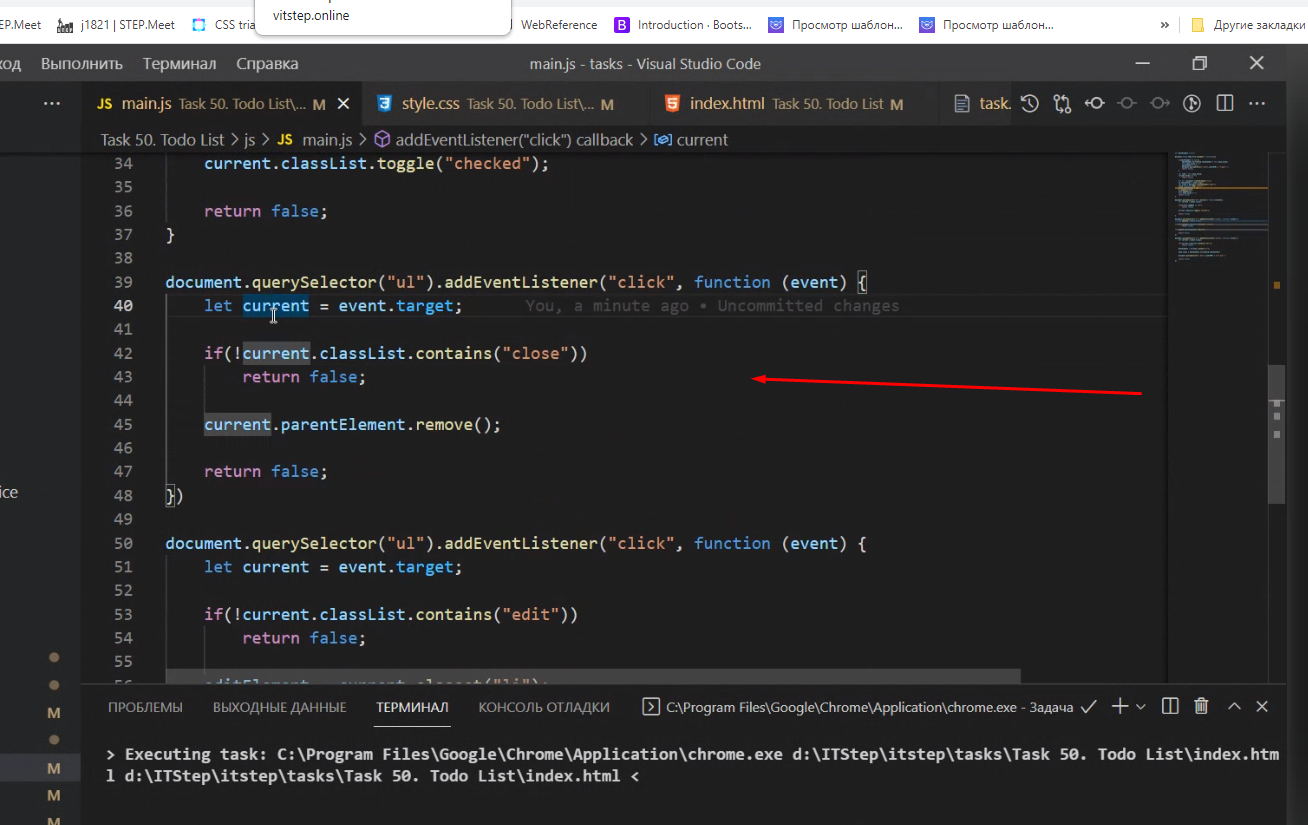 vitstep.online
EP.Meet j1821 | STEP.Meet CSS tria WebReference B Introduction · Boots... Просмотр шаблон... Просмотр шаблон... » Другие закладки
ход Выполнить Терминал Справка main.js - tasks - Visual Studio Code
... JS main.js Task 50. Todo List\... M style.css Task 50. Todo List\... M index.html Task 50. Todo List M task. ...
Task 50. Todo List > js > JS main.js > addEventListener("click") callback > current
34 current.classList.toggle("checked");
35
36 return false;
37 }
38
39 document.querySelector("ul").addEventListener("click", function (event) {
40 let current = event.target; You, a minute ago • Uncommitted changes
41
42 if(!current.classList.contains("close"))
43 return false;
44
45 current.parentElement.remove();
46
47 return false;
48 })
49
50 document.querySelector("ul").addEventListener("click", function (event) {
51 let current = event.target;
52
53 if(!current.classList.contains("edit"))
54 return false;
55
ice
M
M
M
M
ПРОБЛЕМЫ ВЫХОДНЫЕ ДАННЫЕ ТЕРМИНАЛ КОНСОЛЬ ОТЛАДКИ C:\Program Files\Google\Chrome\Application\chrome.exe - Задача
> Executing task: C:\Program Files\Google\Chrome\Application\chrome.exe d:\ITStep\itstep\tasks\Task 50. Todo List\index.htm
l d:\ITStep\itstep\tasks\Task 50. Todo List\index.html <